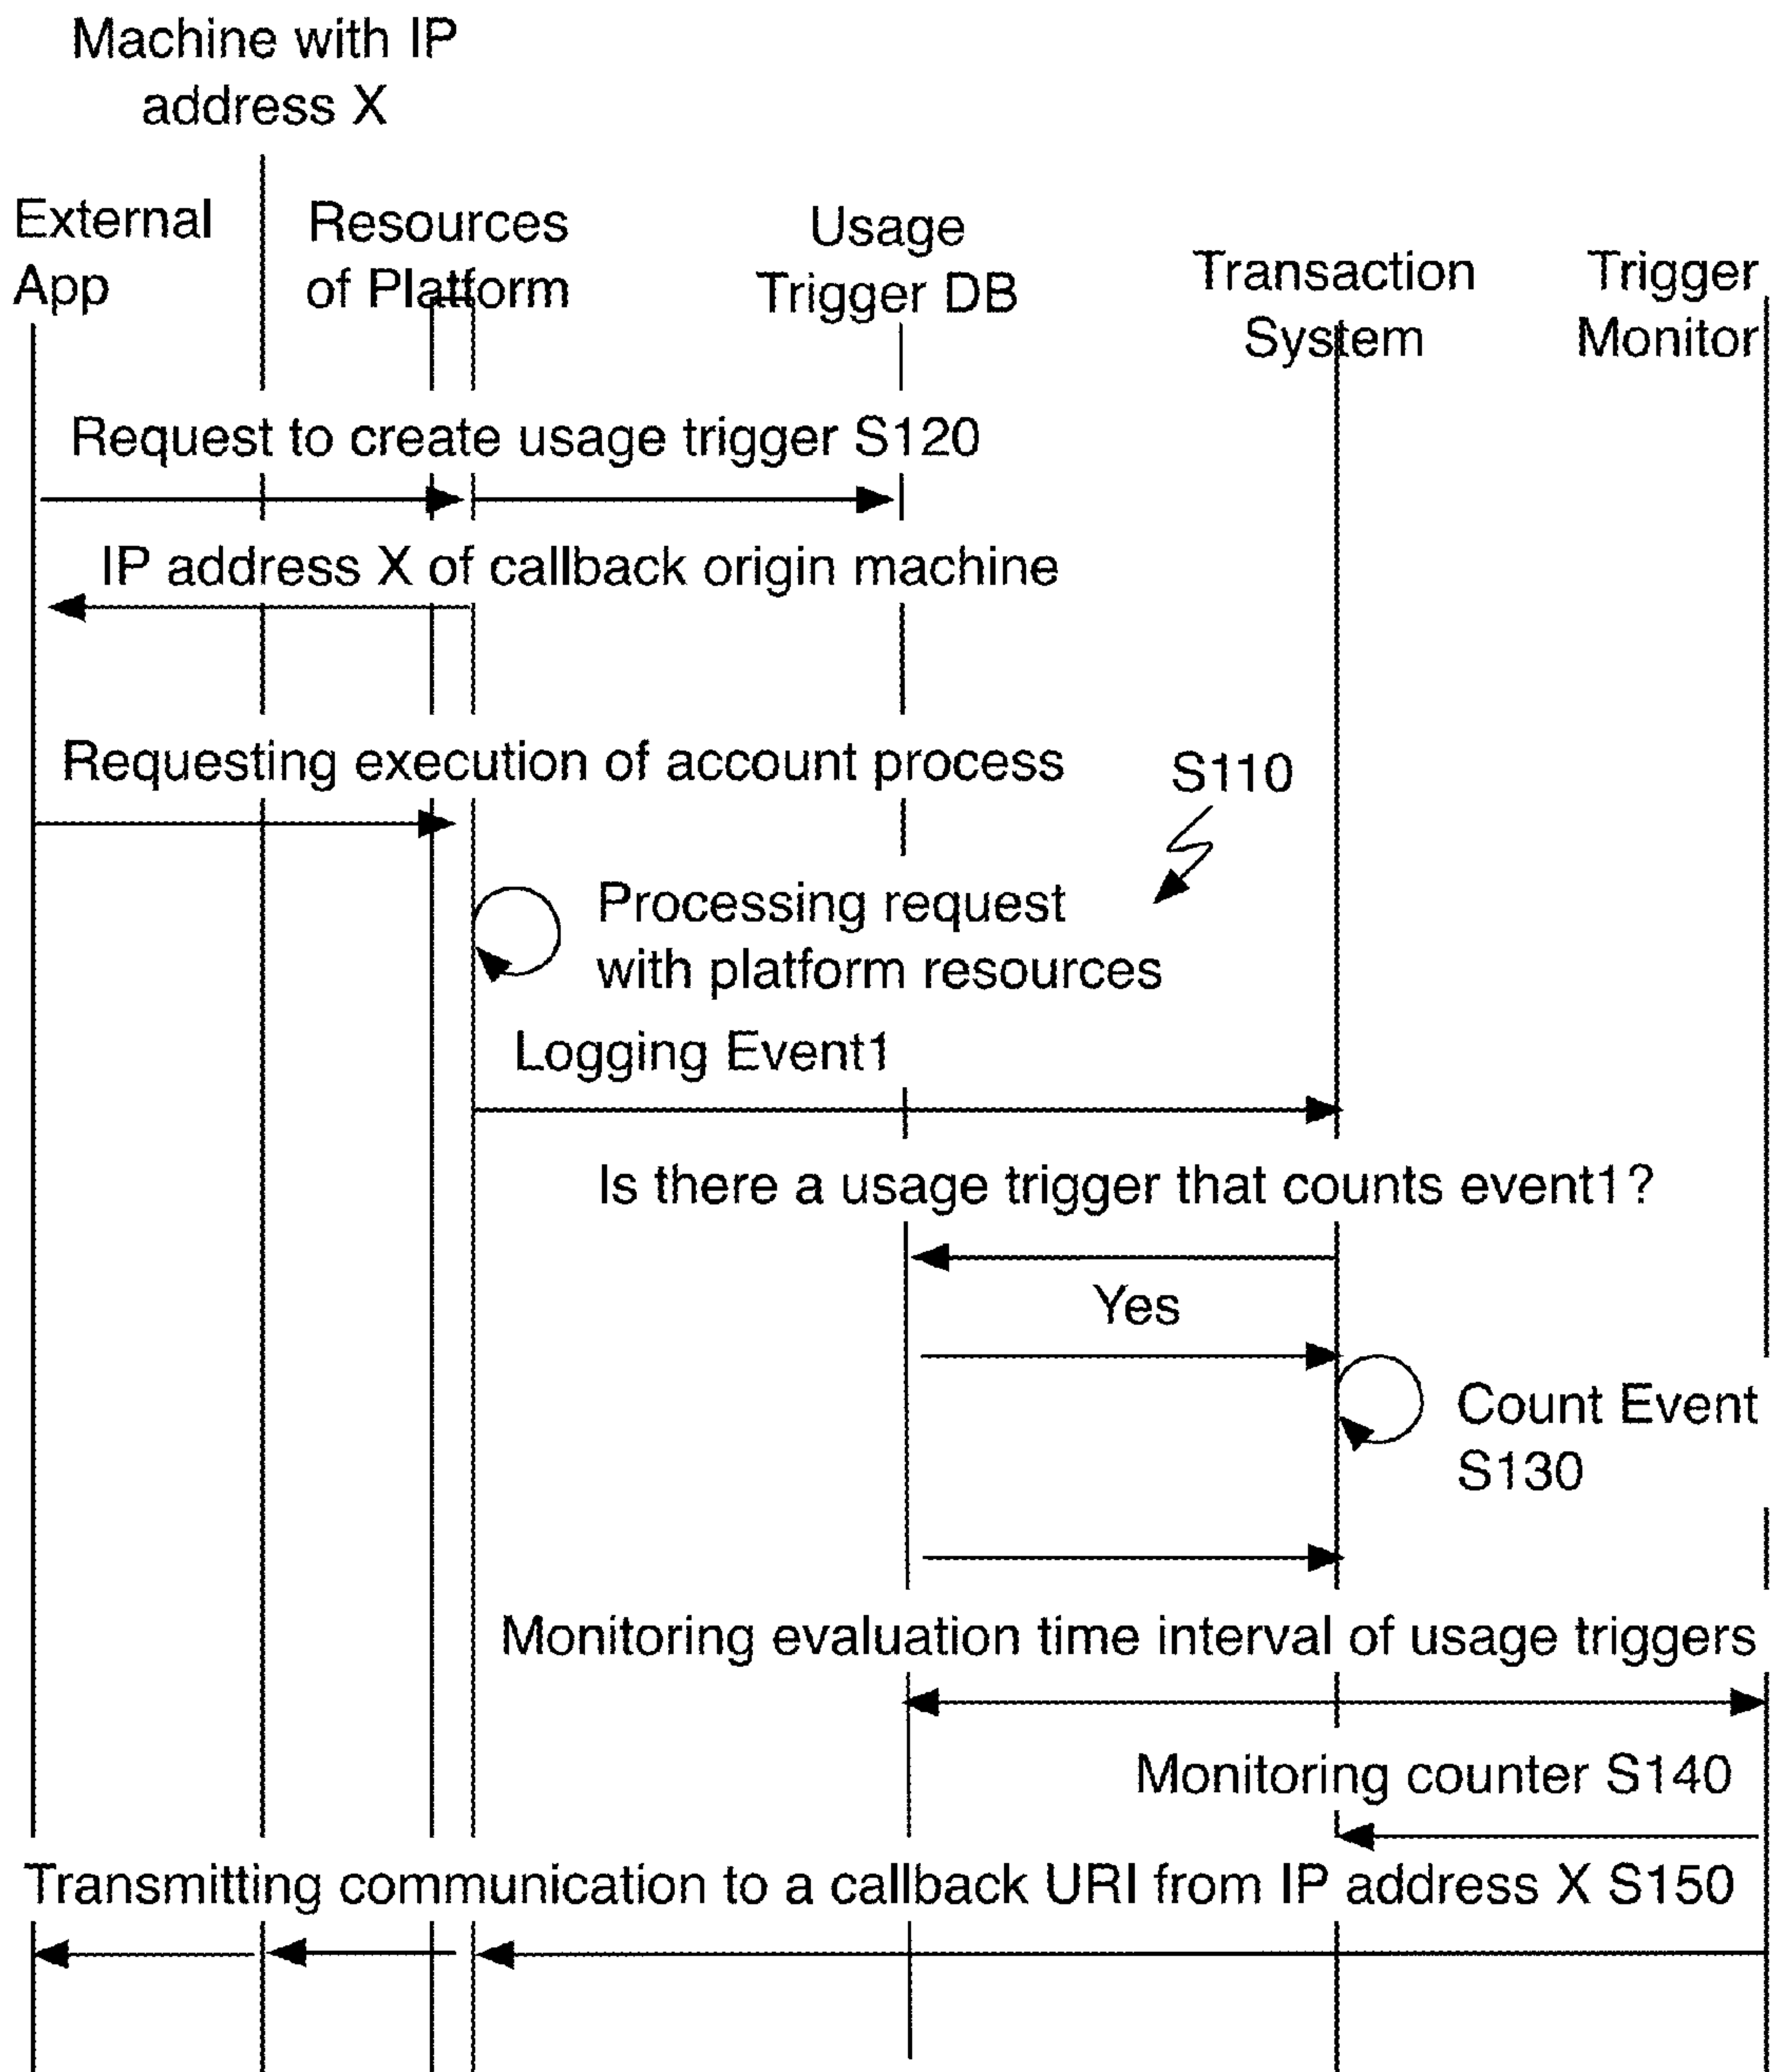 Machine with IP
address X
External
App
Resources
of Platform
Usage
Trigger DB
Transaction
System
Trigger
Monitor
Request to create usage trigger S120
IP address X of callback origin machine
Requesting execution of account process
S110
Processing request
with platform resources
Logging Event1
Is there a usage trigger that counts event1?
Yes
Count Event
S130
Monitoring evaluation time interval of usage triggers
Monitoring counter S140
Transmitting communication to a callback URI from IP address X S150